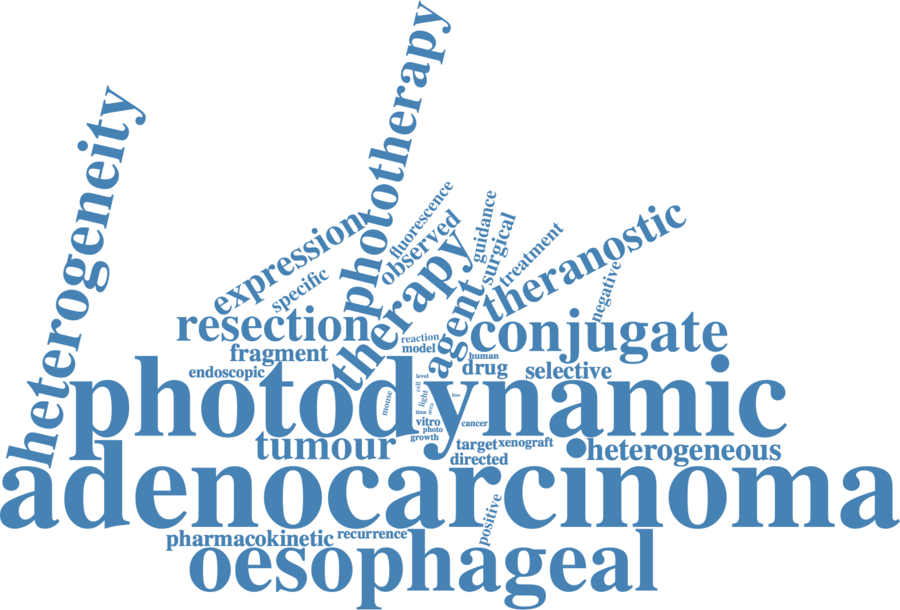 phototherapy
heterogeneity
fluorescence
guidance
theranostic
expression
observed
surgical
treatment
specific
therapy
agent
negative
resection
conjugate
reaction
model
fragment
human
endoscopic
drug
selective
level
cell
photodynamic
mouse
light
area
time
vitro
cancer
photo
growth
tumour
target
xenograft
heterogeneous
directed
adenocarcinoma
positive
pharmacokinetic
recurrence
oesophageal